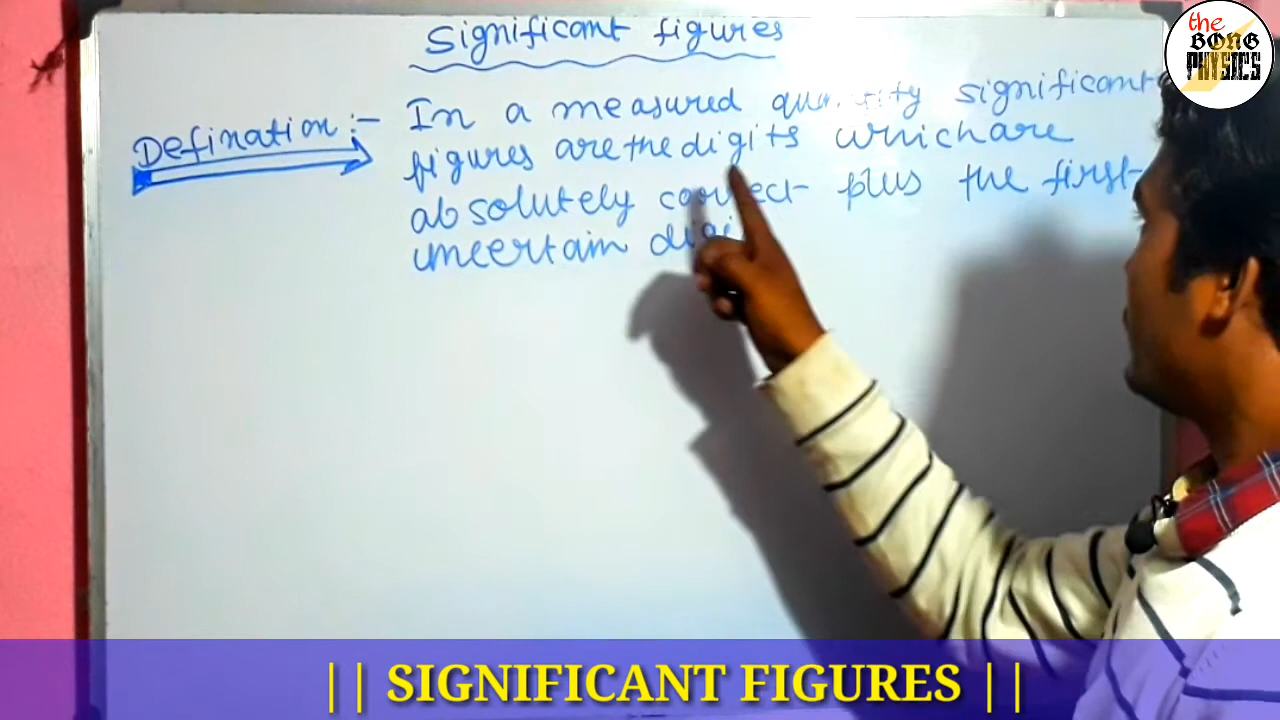 Significant figures
Defination :- In a measured quantity significant
figures are the digits which are
absolutely correct plus the first
uncertain
the
BONG
PHYSICS
|| SIGNIFICANT FIGURES ||